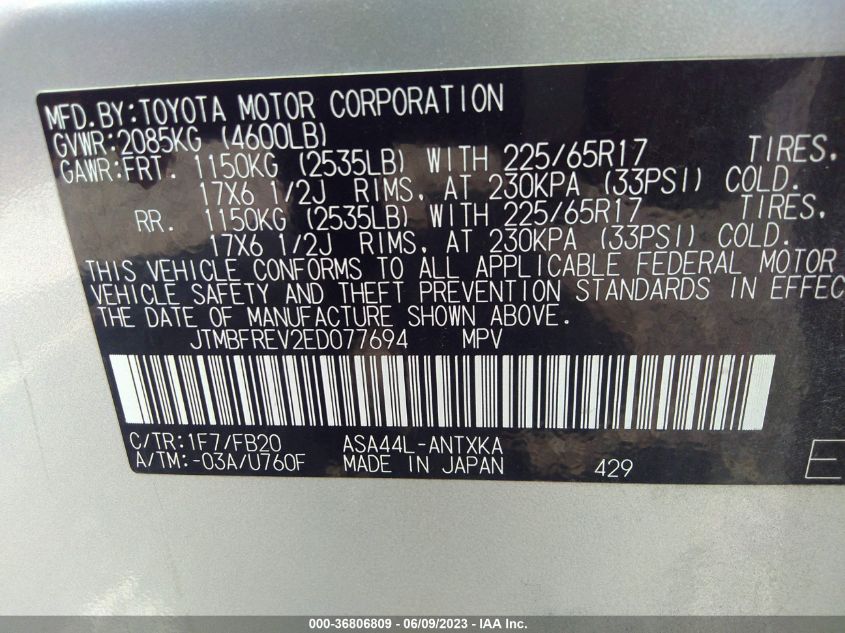 MFD.BY:TOYOTA MOTOR CORPORATION
GVWR:2085KG (4600LB)
GAWR:FRT. 1150KG (2535LB) WITH 225/65R17 TIRES,
17X6 1/2J RIMS, AT 230KPA (33PSI) COLD.
RR. 1150KG (2535LB) WITH 225/65R17 TIRES,
17X6 1/2J RIMS, AT 230KPA (33PSI) COLD.
THIS VEHICLE CONFORMS TO ALL APPLICABLE FEDERAL MOTOR
VEHICLE SAFETY AND THEFT PREVENTION STANDARDS IN EFFEC
THE DATE OF MANUFACTURE SHOWN ABOVE.
JTMBFREV2ED077694 MPV
C/TR:1F7/FB20 ASA44L-ANTXKA
A/TM:-03A/U760F MADE IN JAPAN 429 E
000-36806809 - 06/09/2023 - IAA Inc.